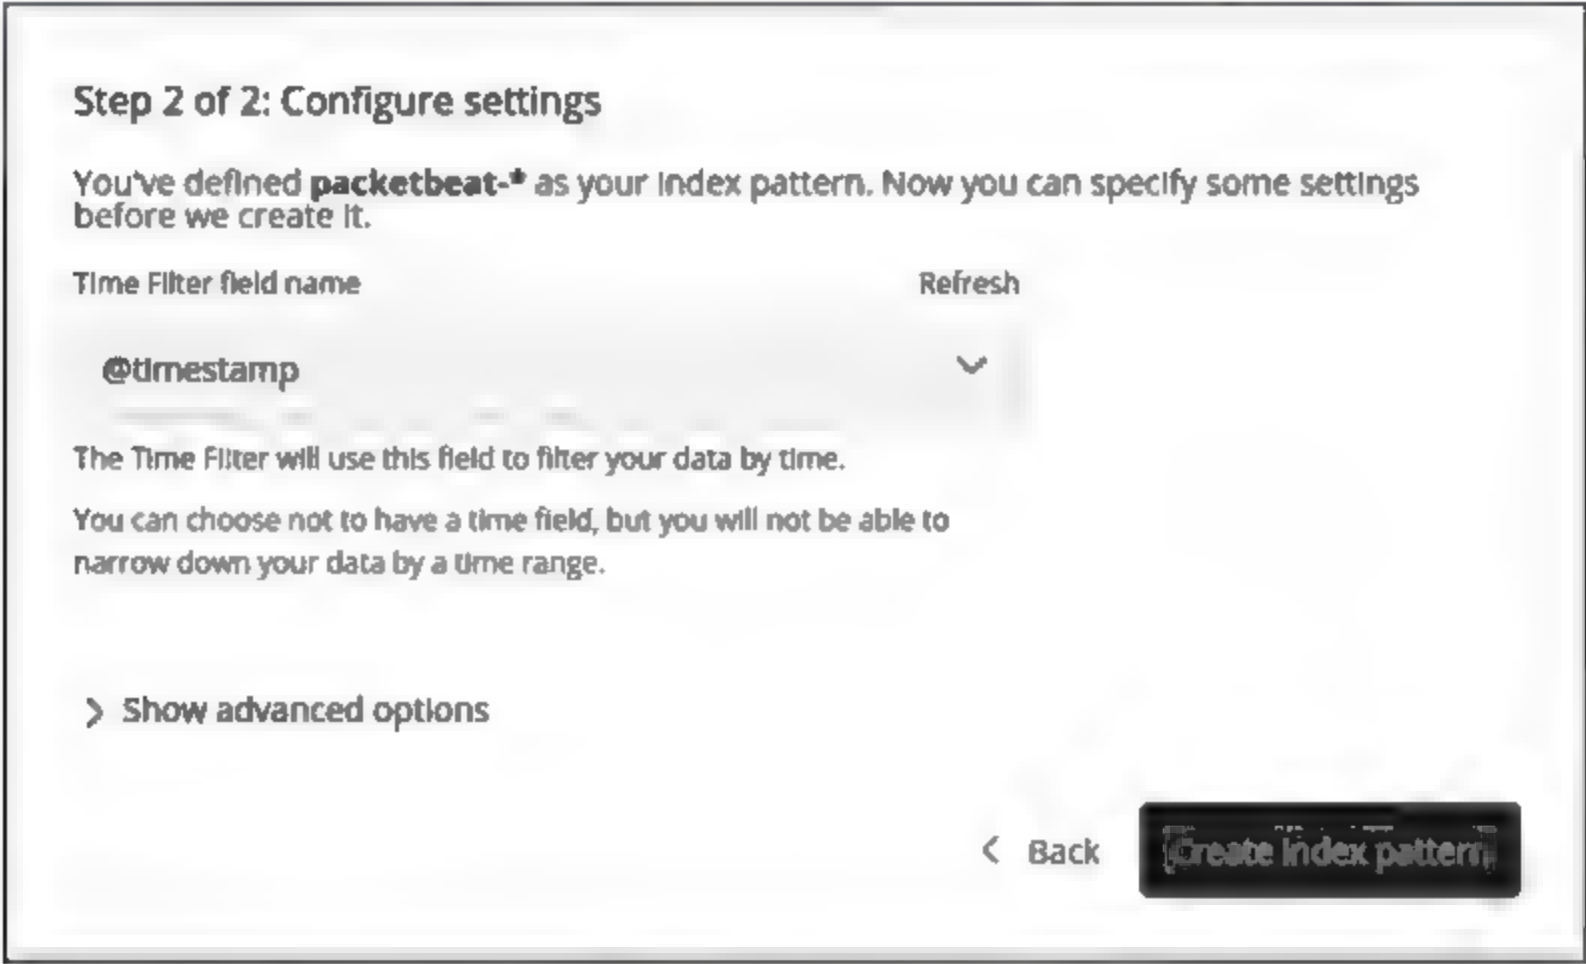 Step 2 of 2: Configure settings
You've defined packetbeat-* as your index pattern. Now you can specify some settings
before we create it.
Time Filter field name Refresh
@timestamp
The Time Filter will use this field to filter your data by time.
You can choose not to have a time field, but you will not be able to
narrow down your data by a time range.
Show advanced options
Back Create index pattern